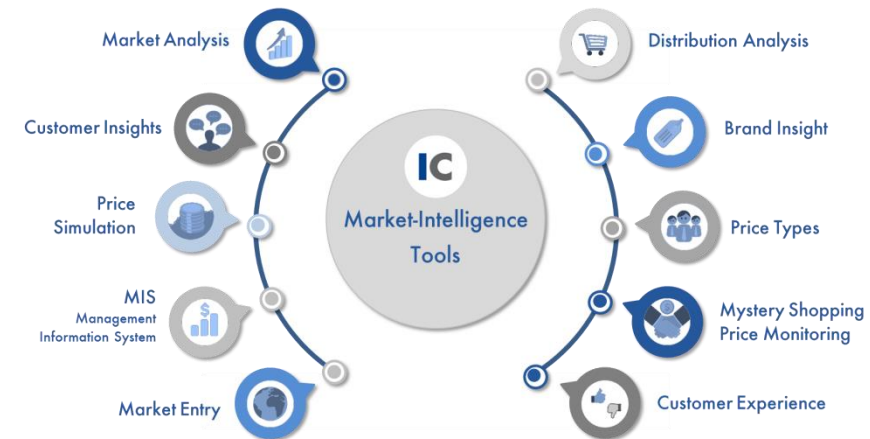 Market Analysis
Customer Insights
Price
Simulation
MIS
Management
Information System
Market Entry
IC
Market-Intelligence
Tools
Distribution Analysis
Brand Insight
Price Types
Mystery Shopping
Price Monitoring
Customer Experience
$